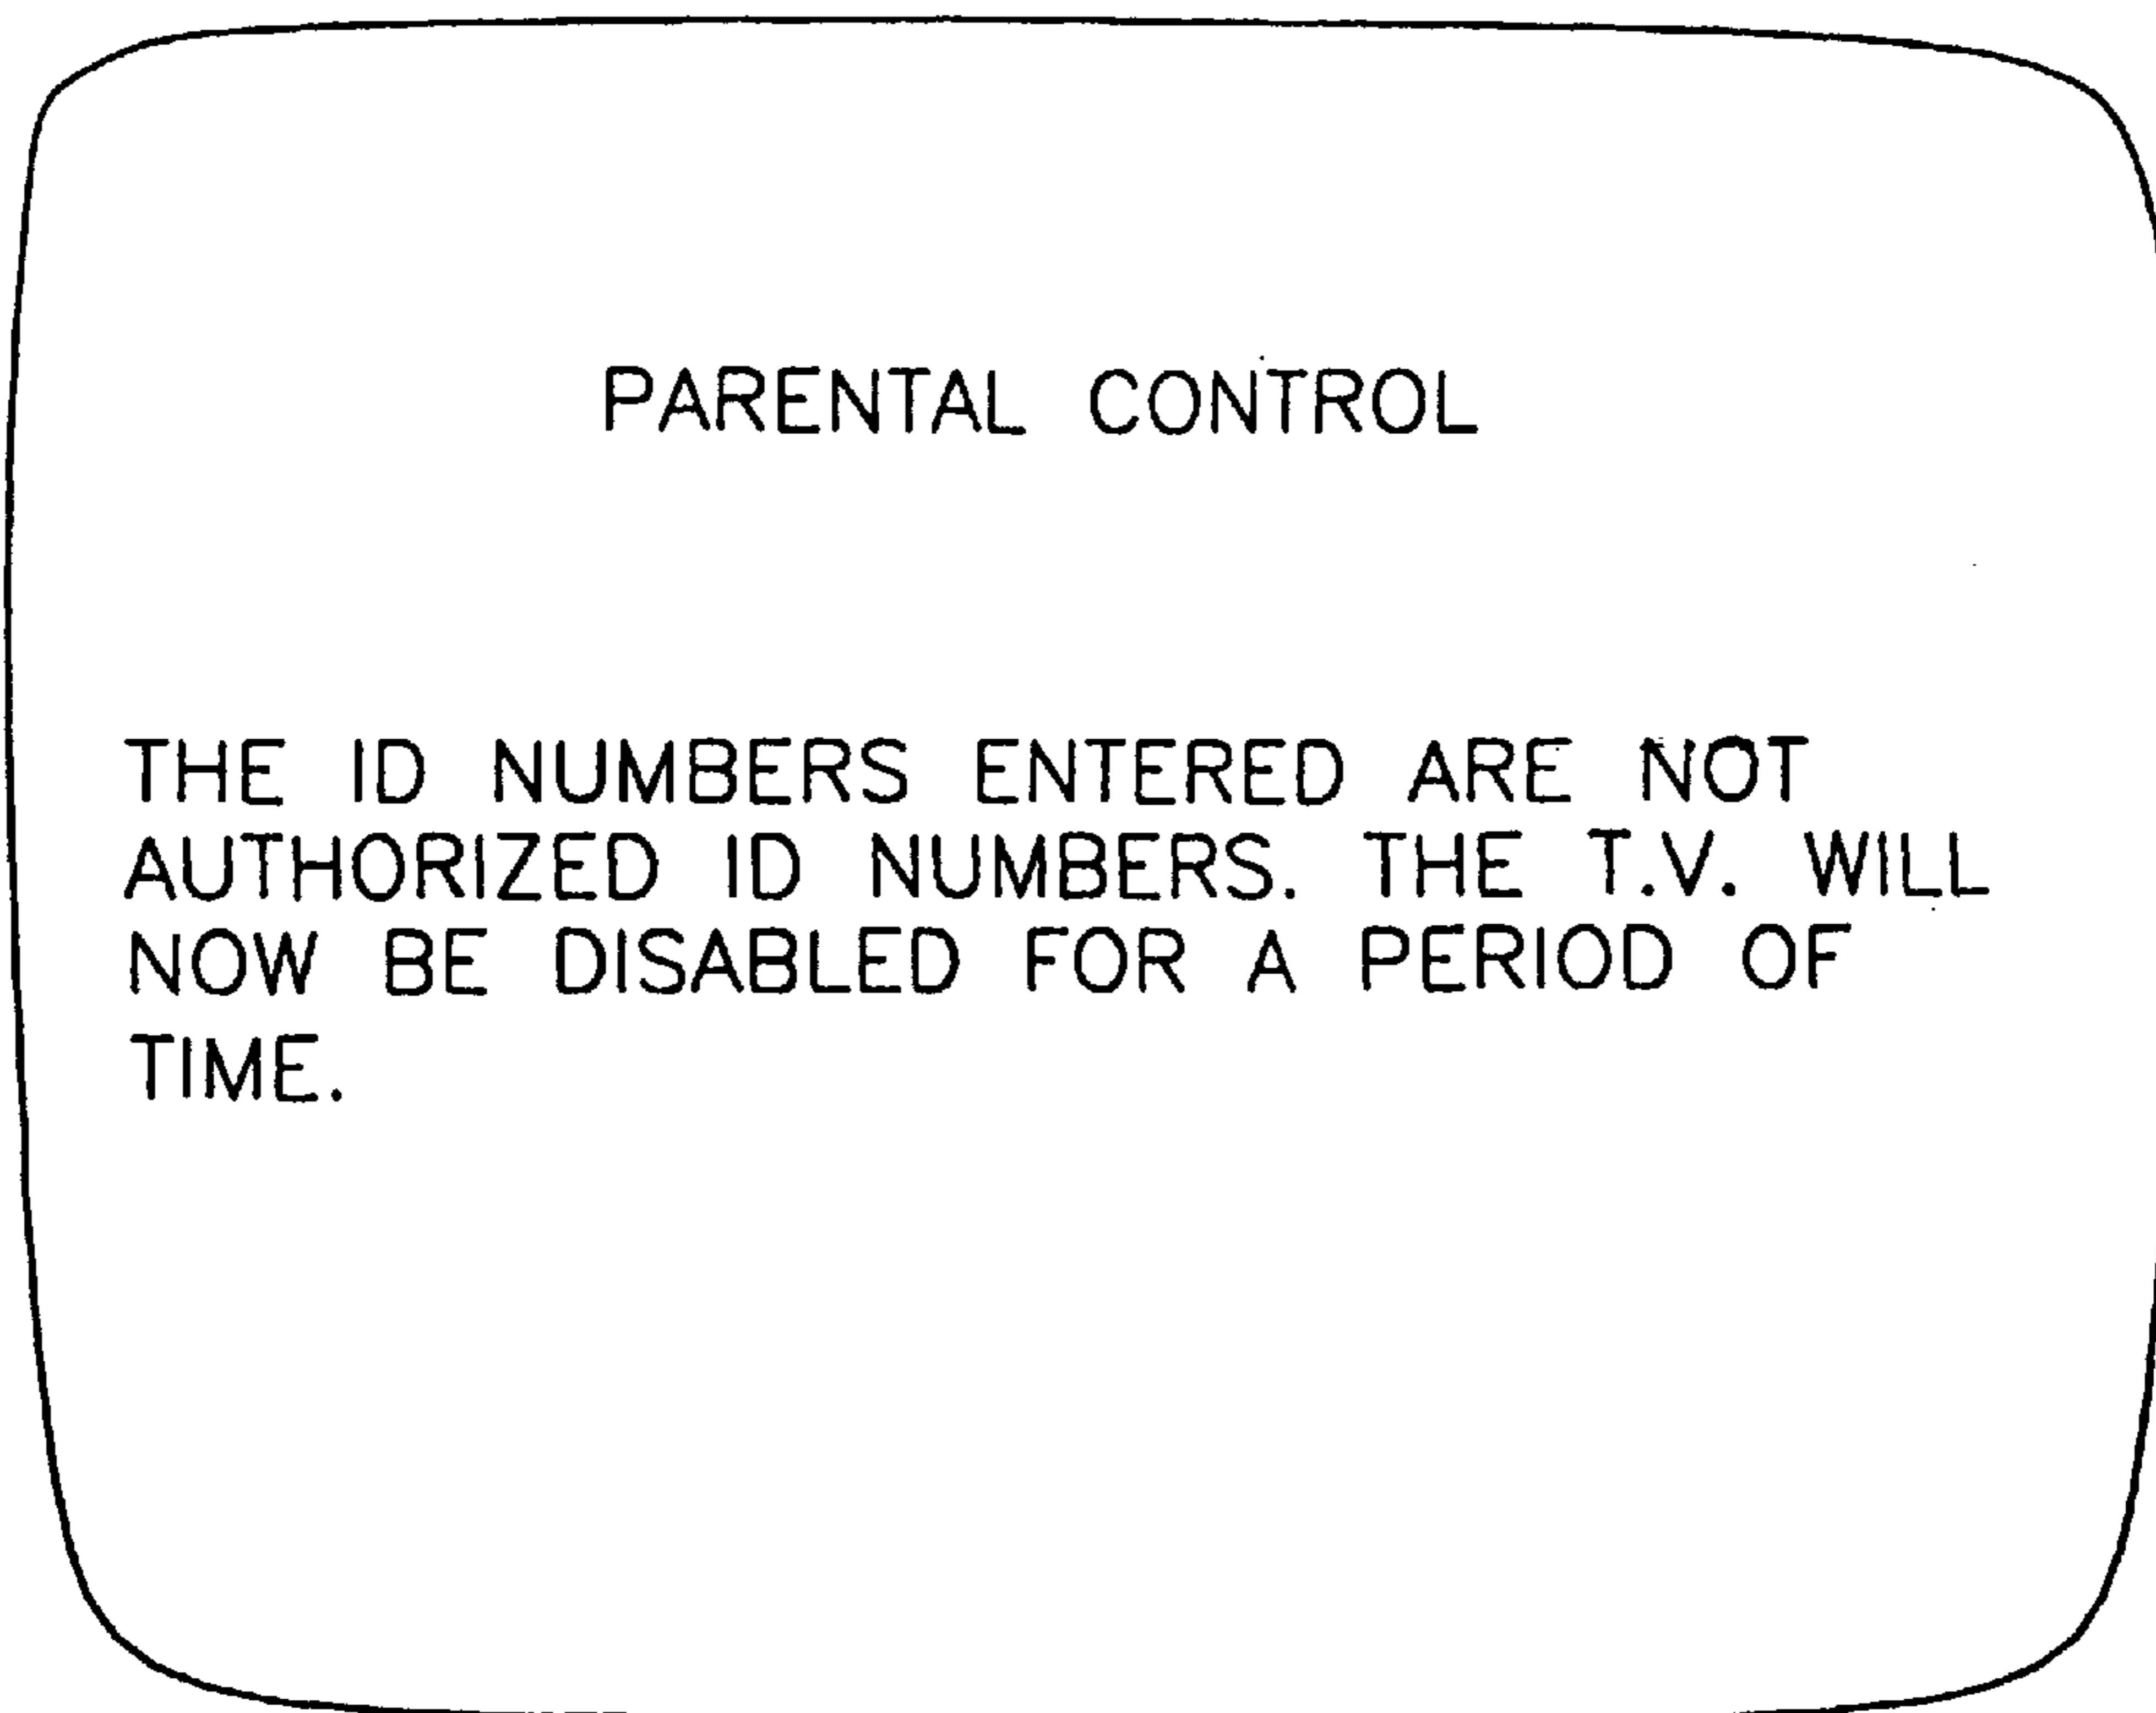 PARENTAL CONTROL
THE ID NUMBERS ENTERED ARE NOT
AUTHORIZED ID NUMBERS. THE T.V. WILL
NOW BE DISABLED FOR A PERIOD OF
TIME.